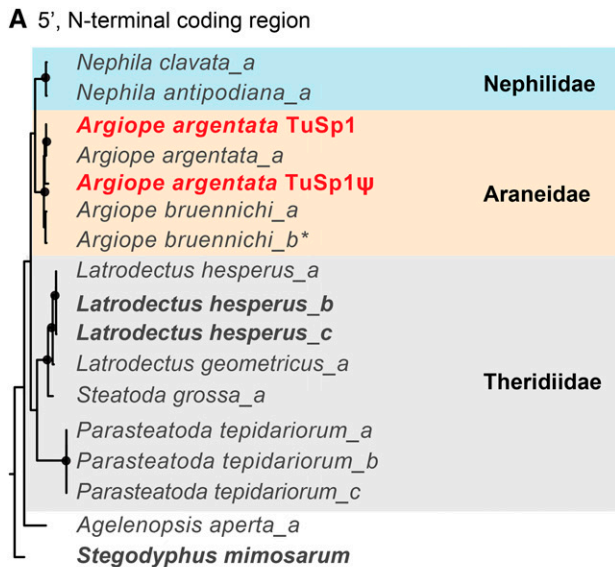 A 5', N-terminal coding region
Nephila clavata_a
Nephila antipodiana_a
Nephilidae
Argiope argentata TuSp1
Argiope argentata_a
Argiope argentata TuSp1ψ
Argiope bruennichi_a
Argiope bruennichi_b*
Araneidae
Latrodectus hesperus_a
Latrodectus hesperus_b
Latrodectus hesperus_c
Latrodectus geometricus_a
Steatoda grossa_a
Parasteatoda tepidariorum_a
Parasteatoda tepidariorum_b
Parasteatoda tepidariorum_c
Theridiidae
Agelenopsis aperta_a
Stegodyphus mimosarum